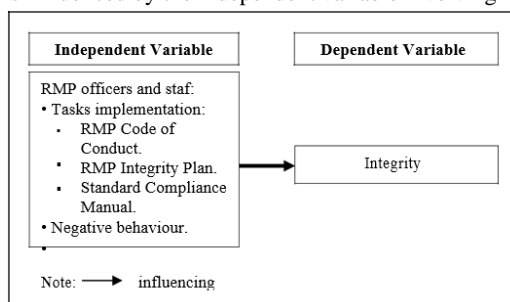 Independent Variable
Dependent Variable
RMP officers and staf:
• Tasks implementation:
▪ RMP Code of
Conduct.
▪ RMP Integrity Plan.
▪ Standard Compliance
Manual.
• Negative behaviour.
•
Integrity
Note: ⟶ influencing